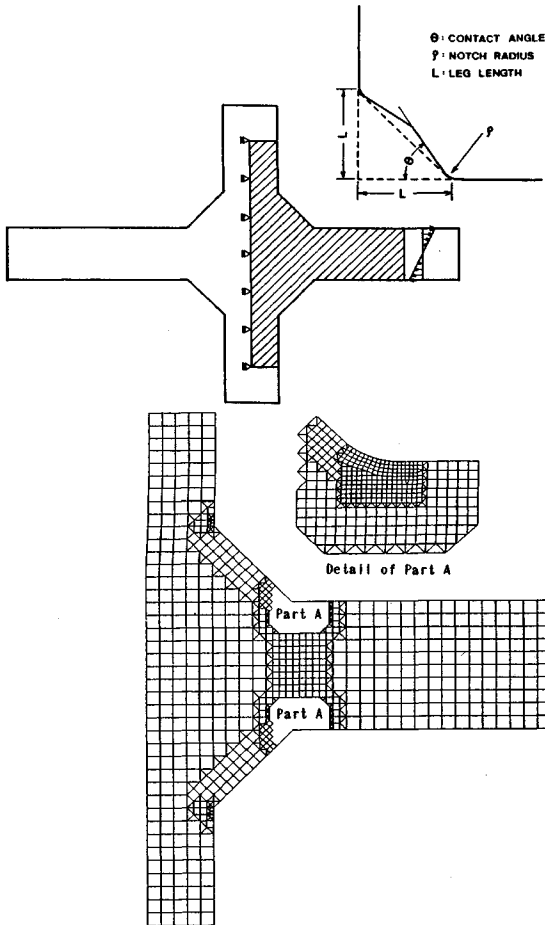 θ: CONTACT ANGLE
ρ: NOTCH RADIUS
L: LEG LENGTH
L
θ
ρ
L
Detail of Part A
Part A
Part A